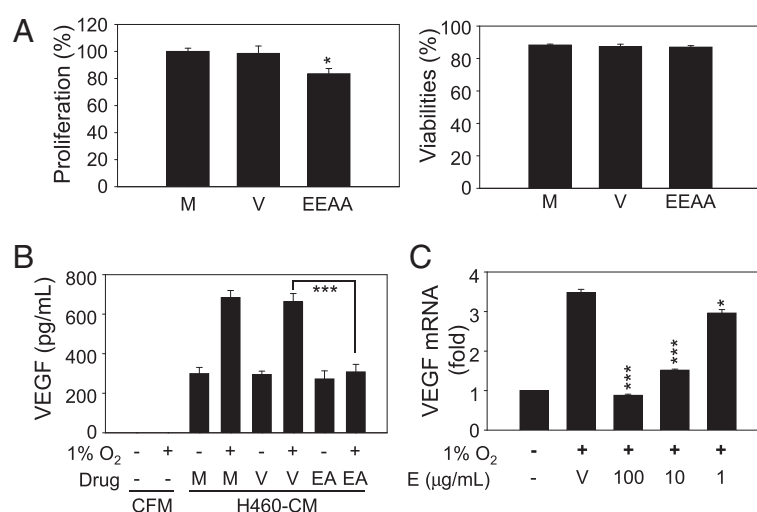 A
Proliferation (%)
120
100
80
60
40
20
0
*
M V EEAA
Viabilities (%)
100
80
60
40
20
0
M V EEAA
B
VEGF (pg/mL)
800
600
400
200
0
***
1% O2 - + - + - + - +
Drug - - M M V V EA EA
CFM H460-CM
C
VEGF mRNA
(fold)
4
3
2
1
0
***
***
*
1% O2 - + + + +
E (μg/mL) - V 100 10 1